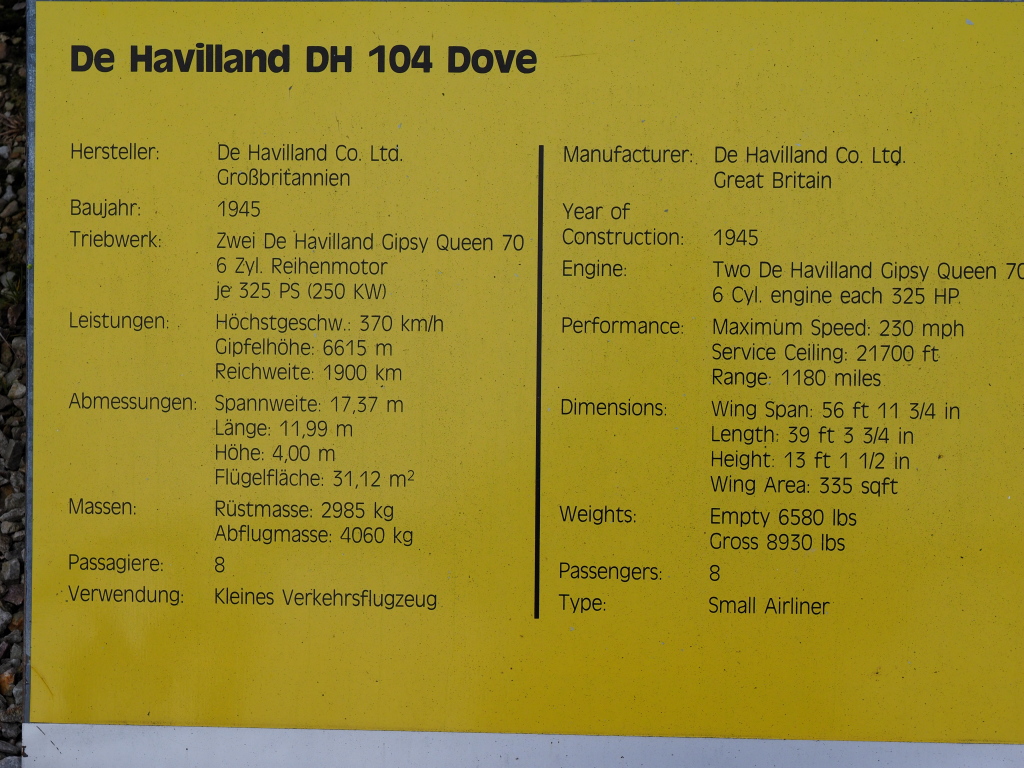 De Havilland DH 104 Dove
Hersteller: De Havilland Co. Ltd.
Großbritannien
Baujahr: 1945
Triebwerk: Zwei De Havilland Gipsy Queen 70
6 Zyl. Reihenmotor
je 325 PS (250 KW)
Leistungen: Höchstgeschw.: 370 km/h
Gipfelhöhe: 6615 m
Reichweite: 1900 km
Abmessungen: Spannweite: 17,37 m
Länge: 11,99 m
Höhe: 4,00 m
Flügelfläche: 31,12 m²
Massen: Rüstmasse: 2985 kg
Abflugmasse: 4060 kg
Passagiere: 8
Verwendung: Kleines Verkehrsflugzeug
Manufacturer: De Havilland Co. Ltd.
Great Britain
Year of
Construction: 1945
Engine: Two De Havilland Gipsy Queen 70
6 Cyl. engine each 325 HP
Performance: Maximum Speed: 230 mph
Service Ceiling: 21700 ft
Range: 1180 miles
Dimensions: Wing Span: 56 ft 11 3/4 in
Length: 39 ft 3 3/4 in
Height: 13 ft 1 1/2 in
Wing Area: 335 sqft
Weights: Empty 6580 lbs
Gross 8930 lbs
Passengers: 8
Type: Small Airliner